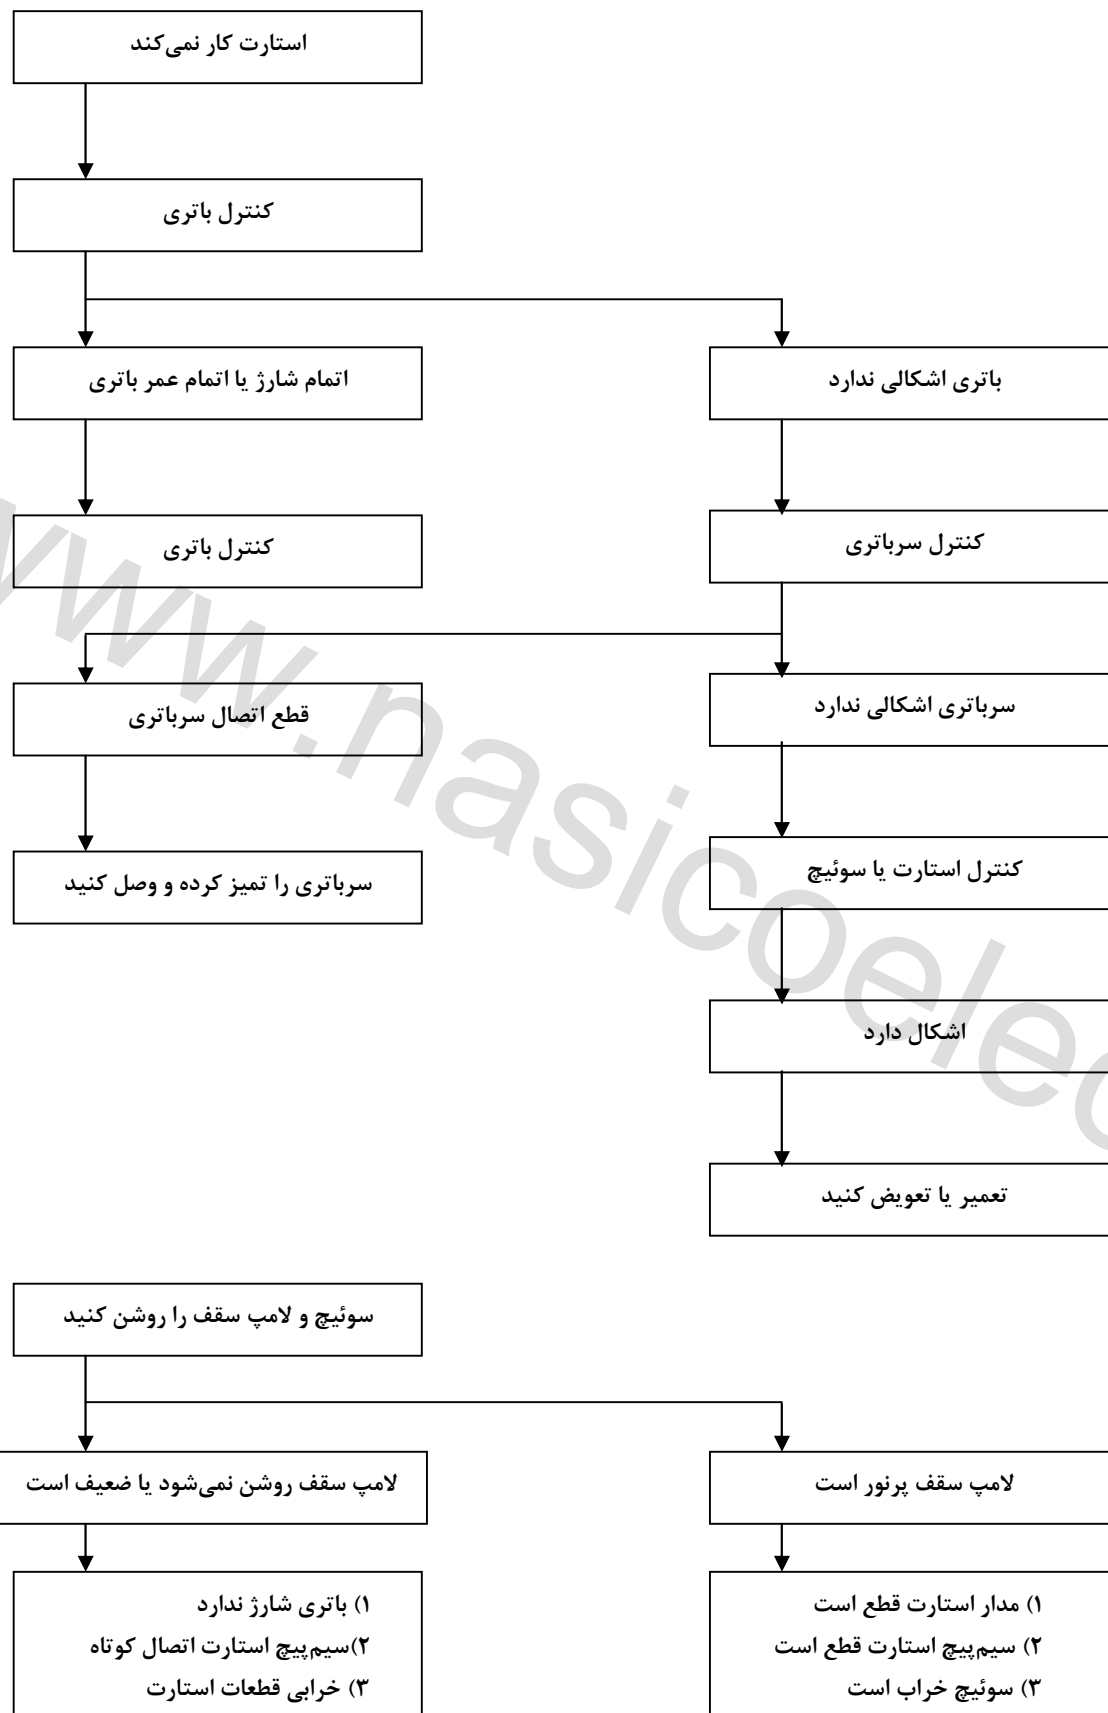 استارت کار نمی‌کند
کنترل باتری
باتری اشکالی ندارد
اتمام شارژ یا اتمام عمر باتری
کنترل سرباتری
کنترل باتری
سرباتری اشکالی ندارد
قطع اتصال سرباتری
کنترل استارت یا سوئیچ
سرباتری را تمیز کرده و وصل کنید
اشکال دارد
تعمیر یا تعویض کنید
سوئیچ و لامپ سقف را روشن کنید
لامپ سقف پرنور است
لامپ سقف روشن نمی‌شود یا ضعیف است
۱) مدار استارت قطع است
۲) سیم‌پیچ استارت قطع است
۳) سوئیچ خراب است
۱) باتری شارژ ندارد
۲)سیم‌پیچ استارت اتصال کوتاه
۳) خرابی قطعات استارت
www.nasicoelec